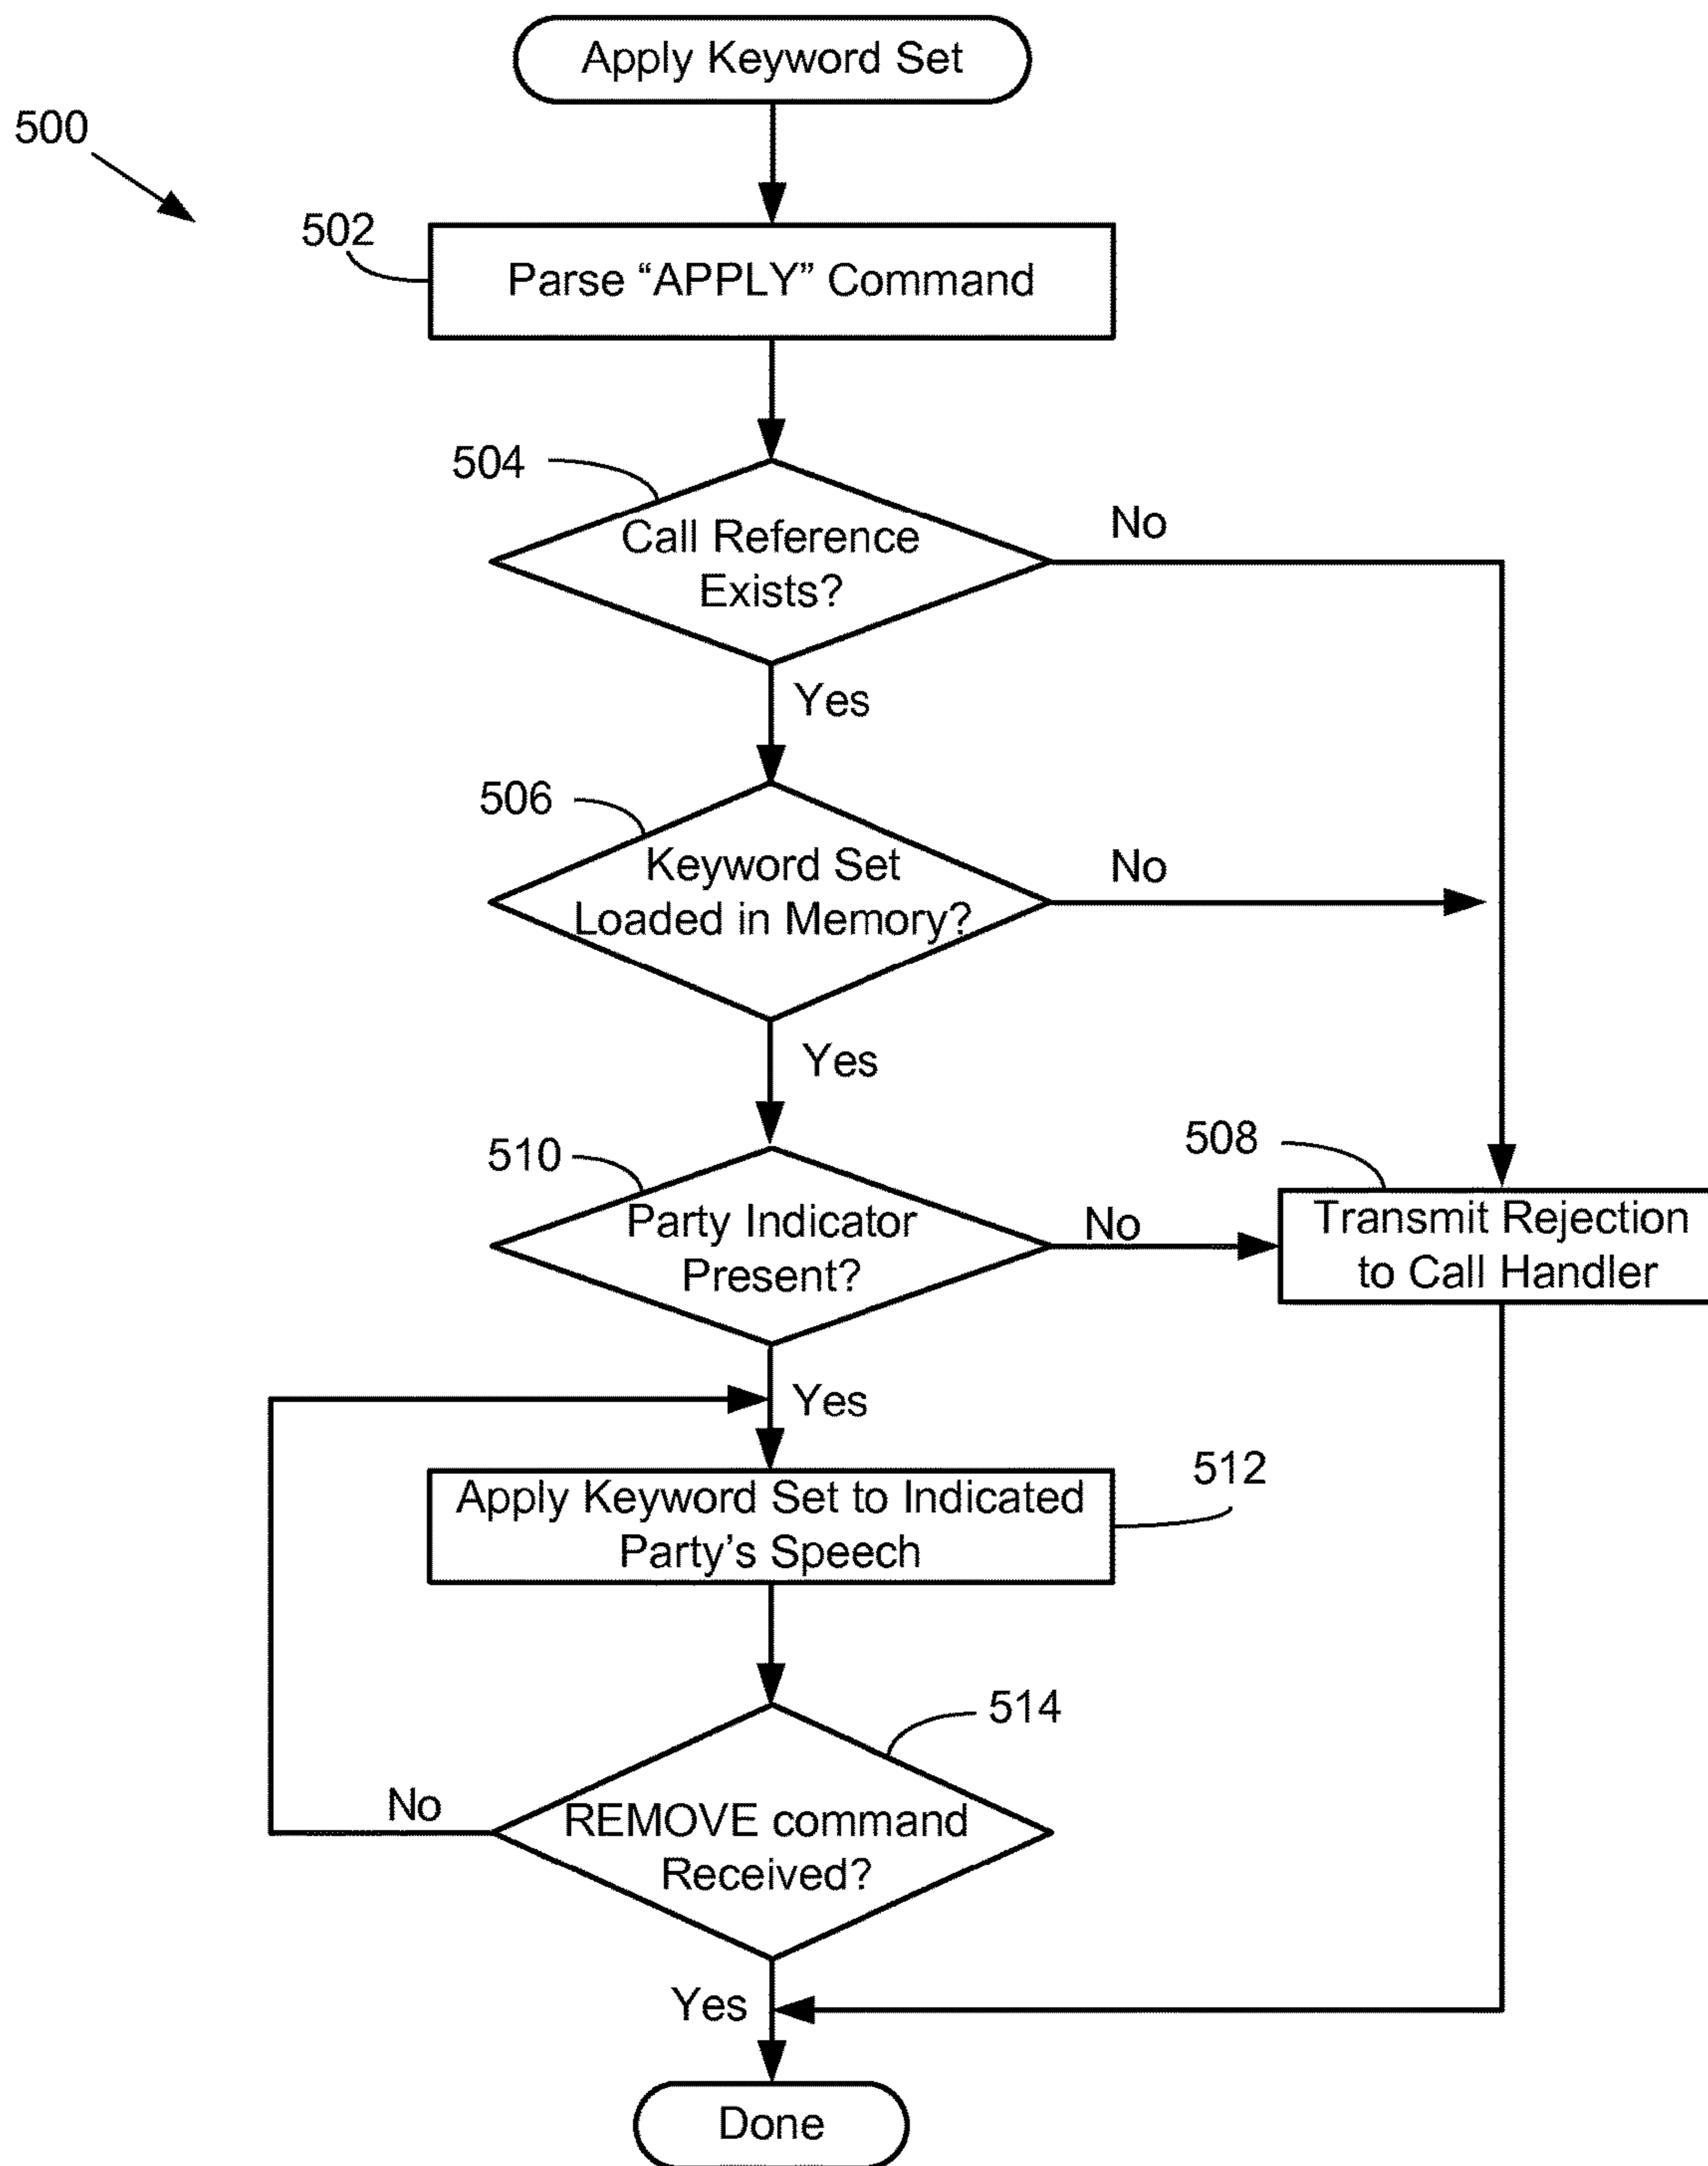 Apply Keyword Set
500
502
Parse “APPLY” Command
504
Call Reference
Exists?
No
Yes
506
Keyword Set
Loaded in Memory?
No
Yes
510
Party Indicator
Present?
No
508
Transmit Rejection
to Call Handler
Yes
Apply Keyword Set to Indicated
Party’s Speech
512
514
REMOVE command
Received?
No
Yes
Done